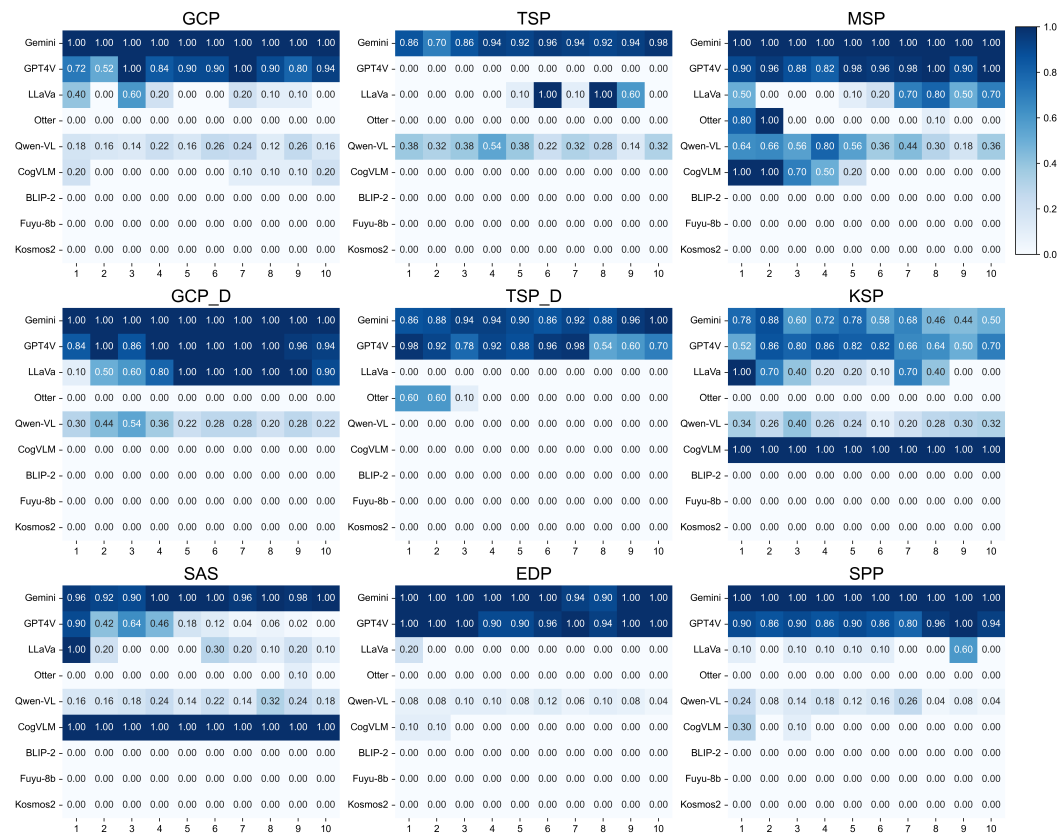 GCP TSP MSP
Gemini 1.00 1.00 1.00 1.00 1.00 1.00 1.00 1.00 1.00 1.00 Gemini 0.86 0.70 0.86 0.94 0.92 0.96 0.94 0.92 0.94 0.98 Gemini 1.00 1.00 1.00 1.00 1.00 1.00 1.00 1.00 1.00 1.00 1.0
GPT4V 0.72 0.52 1.00 0.84 0.90 0.90 1.00 0.90 0.80 0.94 GPT4V 0.00 0.00 0.00 0.00 0.00 0.00 0.00 0.00 0.00 0.00 GPT4V 0.90 0.96 0.88 0.82 0.98 0.96 0.98 1.00 0.90 1.00 0.8
LLaVa 0.40 0.00 0.60 0.20 0.00 0.00 0.20 0.10 0.10 0.00 LLaVa 0.00 0.00 0.00 0.00 0.10 1.00 0.10 1.00 0.60 0.00 LLaVa 0.50 0.00 0.00 0.00 0.10 0.20 0.70 0.80 0.50 0.70
Otter 0.00 0.00 0.00 0.00 0.00 0.00 0.00 0.00 0.00 0.00 Otter 0.00 0.00 0.00 0.00 0.00 0.00 0.00 0.00 0.00 0.00 Otter 0.80 1.00 0.00 0.00 0.00 0.00 0.00 0.10 0.00 0.00 0.6
Qwen-VL 0.18 0.16 0.14 0.22 0.16 0.26 0.24 0.12 0.26 0.16 Qwen-VL 0.38 0.32 0.38 0.54 0.38 0.22 0.32 0.28 0.14 0.32 Qwen-VL 0.64 0.66 0.56 0.80 0.56 0.36 0.44 0.30 0.18 0.36
CogVLM 0.20 0.00 0.00 0.00 0.00 0.00 0.10 0.10 0.10 0.20 CogVLM 0.00 0.00 0.00 0.00 0.00 0.00 0.00 0.00 0.00 0.00 CogVLM 1.00 1.00 0.70 0.50 0.20 0.00 0.00 0.00 0.00 0.00 0.4
BLIP-2 0.00 0.00 0.00 0.00 0.00 0.00 0.00 0.00 0.00 0.00 BLIP-2 0.00 0.00 0.00 0.00 0.00 0.00 0.00 0.00 0.00 0.00 BLIP-2 0.00 0.00 0.00 0.00 0.00 0.00 0.00 0.00 0.00 0.00
Fuyu-8b 0.00 0.00 0.00 0.00 0.00 0.00 0.00 0.00 0.00 0.00 Fuyu-8b 0.00 0.00 0.00 0.00 0.00 0.00 0.00 0.00 0.00 0.00 Fuyu-8b 0.00 0.00 0.00 0.00 0.00 0.00 0.00 0.00 0.00 0.00 0.2
Kosmos2 0.00 0.00 0.00 0.00 0.00 0.00 0.00 0.00 0.00 0.00 Kosmos2 0.00 0.00 0.00 0.00 0.00 0.00 0.00 0.00 0.00 0.00 Kosmos2 0.00 0.00 0.00 0.00 0.00 0.00 0.00 0.00 0.00 0.00 0.0
1 2 3 4 5 6 7 8 9 10 1 2 3 4 5 6 7 8 9 10 1 2 3 4 5 6 7 8 9 10
GCP_D TSP_D KSP
Gemini 1.00 1.00 1.00 1.00 1.00 1.00 1.00 1.00 1.00 1.00 Gemini 0.86 0.88 0.94 0.94 0.90 0.86 0.92 0.88 0.96 1.00 Gemini 0.78 0.88 0.60 0.72 0.78 0.58 0.68 0.46 0.44 0.50
GPT4V 0.84 1.00 0.86 1.00 1.00 1.00 1.00 1.00 0.96 0.94 GPT4V 0.98 0.92 0.78 0.92 0.88 0.96 0.98 0.54 0.60 0.70 GPT4V 0.52 0.86 0.80 0.86 0.82 0.82 0.66 0.64 0.50 0.70
LLaVa 0.10 0.50 0.60 0.80 1.00 1.00 1.00 1.00 1.00 0.90 LLaVa 0.00 0.00 0.00 0.00 0.00 0.00 0.00 0.00 0.00 0.00 LLaVa 1.00 0.70 0.40 0.20 0.20 0.10 0.70 0.40 0.00 0.00
Otter 0.00 0.00 0.00 0.00 0.00 0.00 0.00 0.00 0.00 0.00 Otter 0.60 0.60 0.10 0.00 0.00 0.00 0.00 0.00 0.00 0.00 Otter 0.00 0.00 0.00 0.00 0.00 0.00 0.00 0.00 0.00 0.00
Qwen-VL 0.30 0.44 0.54 0.36 0.22 0.28 0.28 0.20 0.28 0.22 Qwen-VL 0.00 0.00 0.00 0.00 0.00 0.00 0.00 0.00 0.00 0.00 Qwen-VL 0.34 0.26 0.40 0.26 0.24 0.10 0.20 0.28 0.30 0.32
CogVLM 0.00 0.00 0.00 0.00 0.00 0.00 0.00 0.00 0.00 0.00 CogVLM 0.00 0.00 0.00 0.00 0.00 0.00 0.00 0.00 0.00 0.00 CogVLM 1.00 1.00 1.00 1.00 1.00 1.00 1.00 1.00 1.00 1.00
BLIP-2 0.00 0.00 0.00 0.00 0.00 0.00 0.00 0.00 0.00 0.00 BLIP-2 0.00 0.00 0.00 0.00 0.00 0.00 0.00 0.00 0.00 0.00 BLIP-2 0.00 0.00 0.00 0.00 0.00 0.00 0.00 0.00 0.00 0.00
Fuyu-8b 0.00 0.00 0.00 0.00 0.00 0.00 0.00 0.00 0.00 0.00 Fuyu-8b 0.00 0.00 0.00 0.00 0.00 0.00 0.00 0.00 0.00 0.00 Fuyu-8b 0.00 0.00 0.00 0.00 0.00 0.00 0.00 0.00 0.00 0.00
Kosmos2 0.00 0.00 0.00 0.00 0.00 0.00 0.00 0.00 0.00 0.00 Kosmos2 0.00 0.00 0.00 0.00 0.00 0.00 0.00 0.00 0.00 0.00 Kosmos2 0.00 0.00 0.00 0.00 0.00 0.00 0.00 0.00 0.00 0.00
1 2 3 4 5 6 7 8 9 10 1 2 3 4 5 6 7 8 9 10 1 2 3 4 5 6 7 8 9 10
SAS EDP SPP
Gemini 0.96 0.92 0.90 1.00 1.00 1.00 0.96 1.00 0.98 1.00 Gemini 1.00 1.00 1.00 1.00 1.00 1.00 0.94 0.90 1.00 1.00 Gemini 1.00 1.00 1.00 1.00 1.00 1.00 1.00 1.00 1.00 1.00
GPT4V 0.90 0.42 0.64 0.46 0.18 0.12 0.04 0.06 0.02 0.00 GPT4V 1.00 1.00 1.00 0.90 0.90 0.96 1.00 0.94 1.00 1.00 GPT4V 0.90 0.86 0.90 0.86 0.90 0.86 0.80 0.96 1.00 0.94
LLaVa 1.00 0.20 0.00 0.00 0.00 0.30 0.20 0.10 0.20 0.10 LLaVa 0.20 0.00 0.00 0.00 0.00 0.00 0.00 0.00 0.00 0.00 LLaVa 0.10 0.00 0.10 0.10 0.10 0.10 0.00 0.00 0.60 0.00
Otter 0.00 0.00 0.00 0.00 0.00 0.00 0.00 0.00 0.10 0.00 Otter 0.00 0.00 0.00 0.00 0.00 0.00 0.00 0.00 0.00 0.00 Otter 0.00 0.00 0.00 0.00 0.00 0.00 0.00 0.00 0.00 0.00
Qwen-VL 0.16 0.16 0.18 0.24 0.14 0.22 0.14 0.32 0.24 0.18 Qwen-VL 0.08 0.08 0.10 0.10 0.08 0.12 0.06 0.10 0.08 0.04 Qwen-VL 0.24 0.08 0.14 0.18 0.12 0.16 0.26 0.04 0.08 0.04
CogVLM 1.00 1.00 1.00 1.00 1.00 1.00 1.00 1.00 1.00 1.00 CogVLM 0.10 0.10 0.00 0.00 0.00 0.00 0.00 0.00 0.00 0.00 CogVLM 0.30 0.00 0.10 0.00 0.00 0.00 0.00 0.00 0.00 0.00
BLIP-2 0.00 0.00 0.00 0.00 0.00 0.00 0.00 0.00 0.00 0.00 BLIP-2 0.00 0.00 0.00 0.00 0.00 0.00 0.00 0.00 0.00 0.00 BLIP-2 0.00 0.00 0.00 0.00 0.00 0.00 0.00 0.00 0.00 0.00
Fuyu-8b 0.00 0.00 0.00 0.00 0.00 0.00 0.00 0.00 0.00 0.00 Fuyu-8b 0.00 0.00 0.00 0.00 0.00 0.00 0.00 0.00 0.00 0.00 Fuyu-8b 0.00 0.00 0.00 0.00 0.00 0.00 0.00 0.00 0.00 0.00
Kosmos2 0.00 0.00 0.00 0.00 0.00 0.00 0.00 0.00 0.00 0.00 Kosmos2 0.00 0.00 0.00 0.00 0.00 0.00 0.00 0.00 0.00 0.00 Kosmos2 0.00 0.00 0.00 0.00 0.00 0.00 0.00 0.00 0.00 0.00
1 2 3 4 5 6 7 8 9 10 1 2 3 4 5 6 7 8 9 10 1 2 3 4 5 6 7 8 9 10